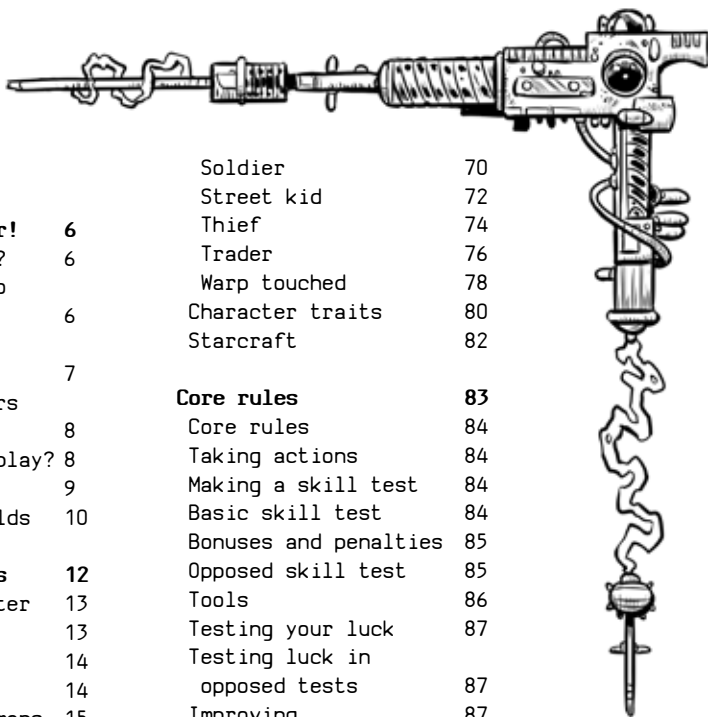 r! 6
? 6
6
7
rs
8
play? 8
9
lds 10
s 12
ter 13
13
14
14
15
Soldier 70
Street kid 72
Thief 74
Trader 76
Warp touched 78
Character traits 80
Starcraft 82
Core rules 83
Core rules 84
Taking actions 84
Making a skill test 84
Basic skill test 84
Bonuses and penalties 85
Opposed skill test 85
Tools 86
Testing your luck 87
Testing luck in
opposed tests 87
Improving 87